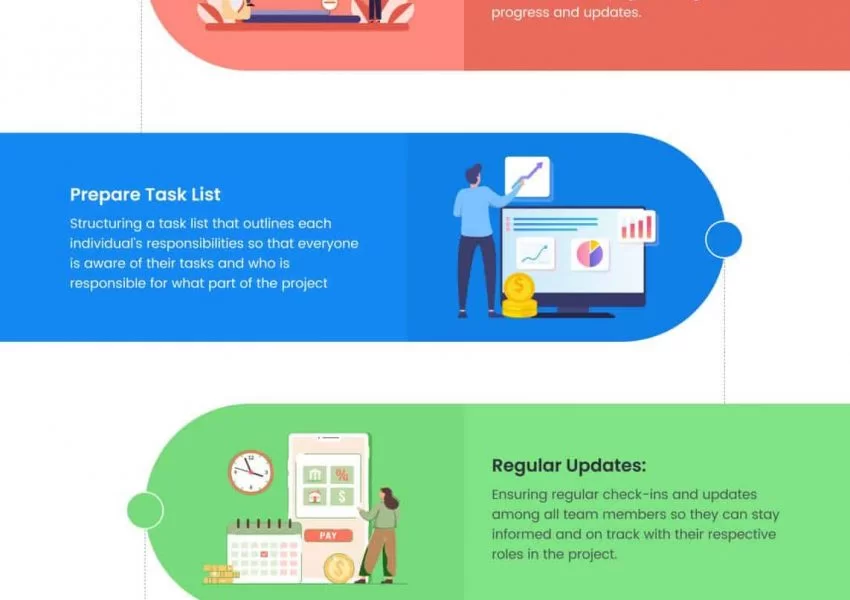 progress and updates.
Prepare Task List
Structuring a task list that outlines each
individual's responsibilities so that everyone
is aware of their tasks and who is
responsible for what part of the project
12
%
$
PAY
$
$
Regular Updates:
Ensuring regular check-ins and updates
among all team members so they can stay
informed and on track with their respective
roles in the project.